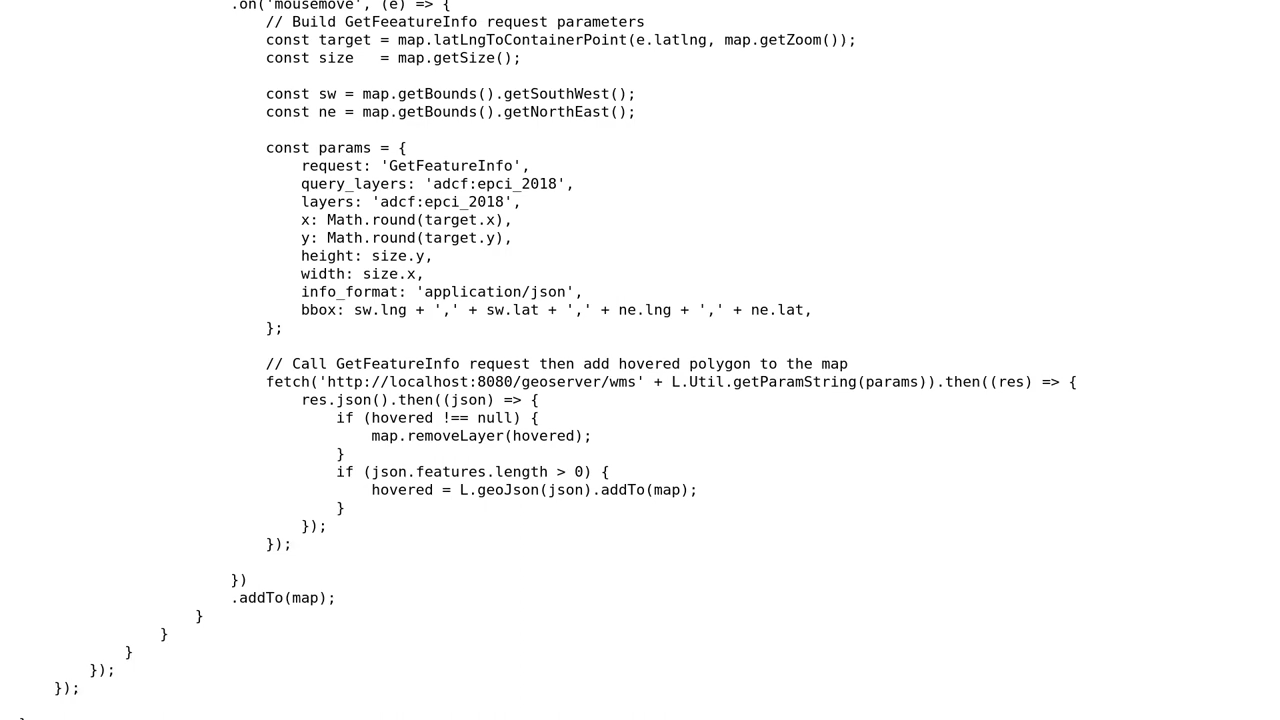 .on('mousemove', (e) => {
// Build GetFeeatureInfo request parameters
const target = map.latLngToContainerPoint(e.latlng, map.getZoom());
const size   = map.getSize();
const sw = map.getBounds().getSouthWest();
const ne = map.getBounds().getNorthEast();
const params = {
request: 'GetFeatureInfo',
query_layers: 'adcf:epci_2018',
layers: 'adcf:epci_2018',
x: Math.round(target.x),
y: Math.round(target.y),
height: size.y,
width: size.x,
info_format: 'application/json',
bbox: sw.lng + ',' + sw.lat + ',' + ne.lng + ',' + ne.lat,
};
// Call GetFeatureInfo request then add hovered polygon to the map
fetch('http://localhost:8080/geoserver/wms' + L.Util.getParamString(params)).then((res) => {
res.json().then((json) => {
if (hovered !== null) {
map.removeLayer(hovered);
}
if (json.features.length > 0) {
hovered = L.geoJson(json).addTo(map);
}
});
});
})
.addTo(map);
}
}
}
});
});